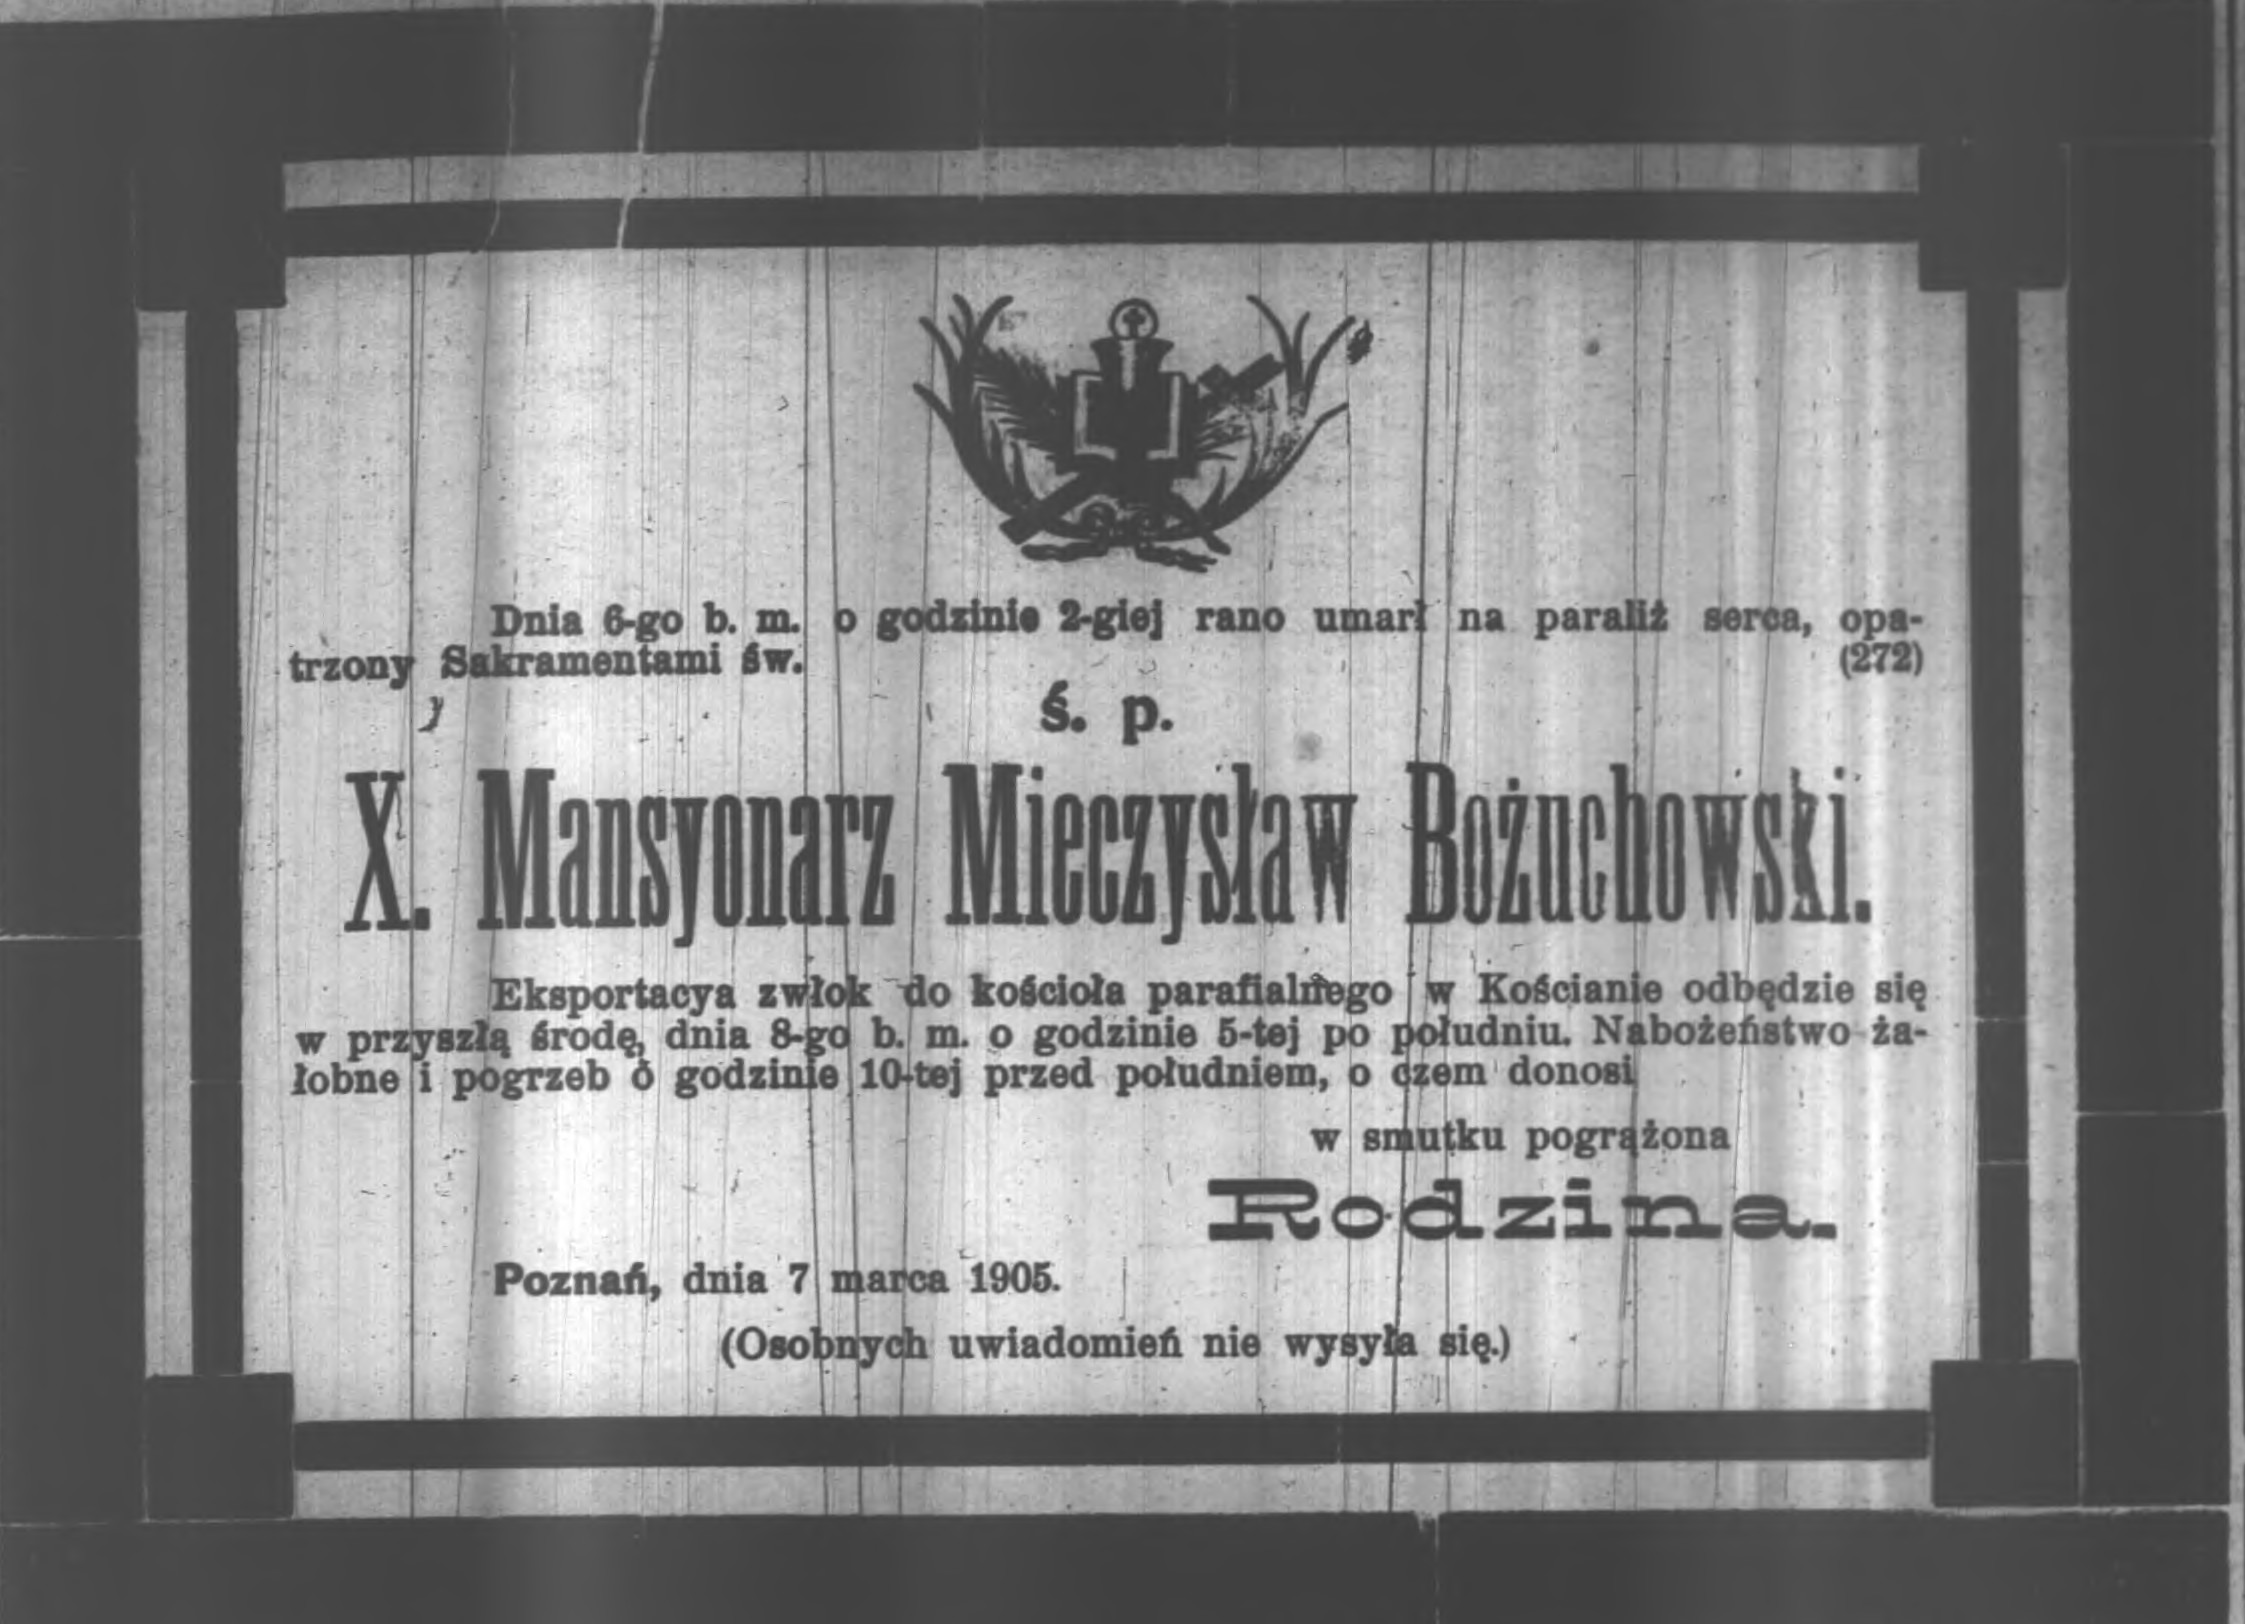 Dnia 6-go b. m. o godzinie 2-giej rano umarł na paraliż serca, opa-
trzony Sakramentami św. (272)
ś. p.
X. Mansyonarz Mieczysław Bożuchowski.
Eksportacya zwłok do kościoła parafialnego w Kościanie odbędzie się
w przyszłą środę, dnia 8-go b. m. o godzinie 5-tej po południu. Nabożeństwo ża-
łobne i pogrzeb o godzinie 10-tej przed południem, o czem donosi
w smutku pogrążona
Rodzina.
Poznań, dnia 7 marca 1905.
(Osobnych uwiadomień nie wysyła się.)